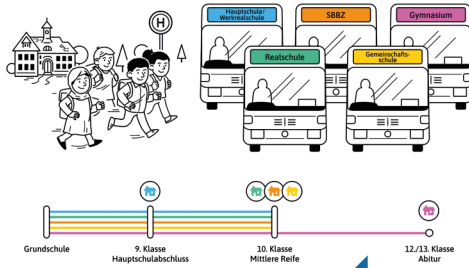 H
Hauptschule/
Werkrealschule
SBBZ
Gymnasium
Realschule
Gemeinschafts-
schule
Grundschule
9. Klasse
Hauptschulabschluss
10. Klasse
Mittlere Reife
12./13. Klasse
Abitur